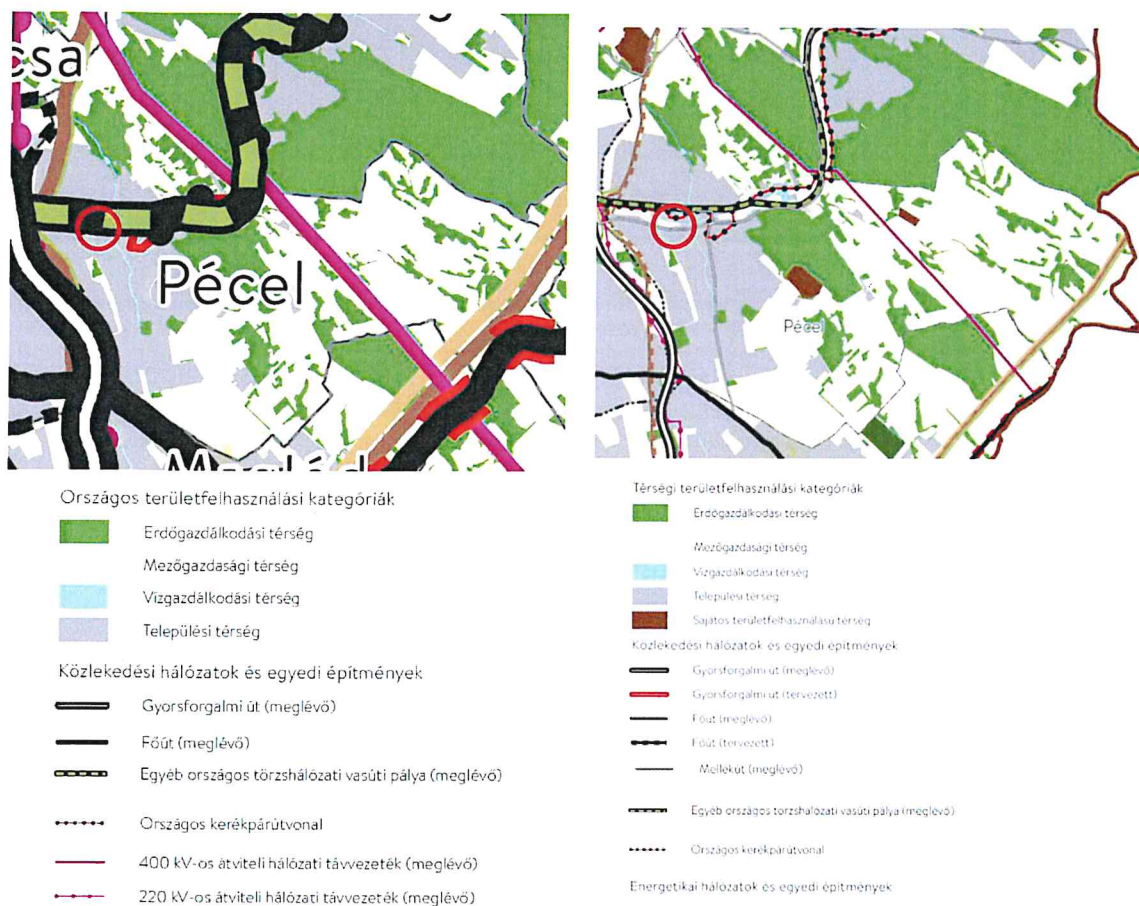 csa
Pécel
Országos területfelhasználási kategóriák
Erdőgazdálkodási térség
Mezőgazdasági térség
Vízgazdálkodási térség
Települési térség
Közlekedési hálózatok és egyedi építmények
Gyorsforgalmi út (meglévő)
Főút (meglévő)
Egyéb országos törzshálózati vasúti pálya (meglévő)
Országos kerékpárútvonal
400 kV-os átviteli hálózati távvezeték (meglévő)
220 kV-os átviteli hálózati távvezeték (meglévő)
Pécel
Térségi területfelhasználási kategóriák
Erdőgazdálkodási térség
Mezőgazdasági térség
Vízgazdálkodási térség
Települési térség
Sajátos területfelhasználású térség
Közlekedési hálózatok és egyedi építmények
Gyorsforgalmi út (meglévő)
Gyorsforgalmi út (tervezett)
Főút (meglévő)
Főút (tervezett)
Mellékút (meglévő)
Egyéb országos törzshálózati vasúti pálya (meglévő)
Országos kerékpárútvonal
Energetikai hálózatok és egyedi építmények